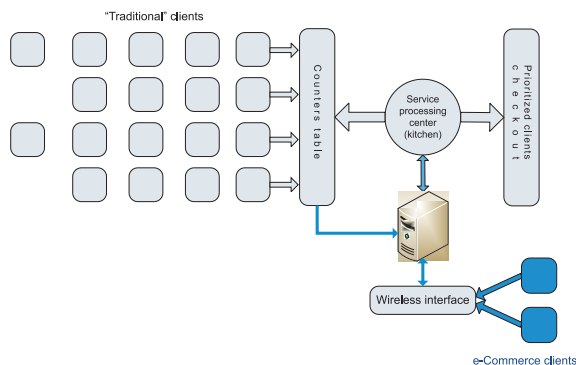 “Traditional” clients
Counters table
Service
processing
center
(kitchen)
Prioritized clients
checkout
Wireless interface
e-Commerce clients